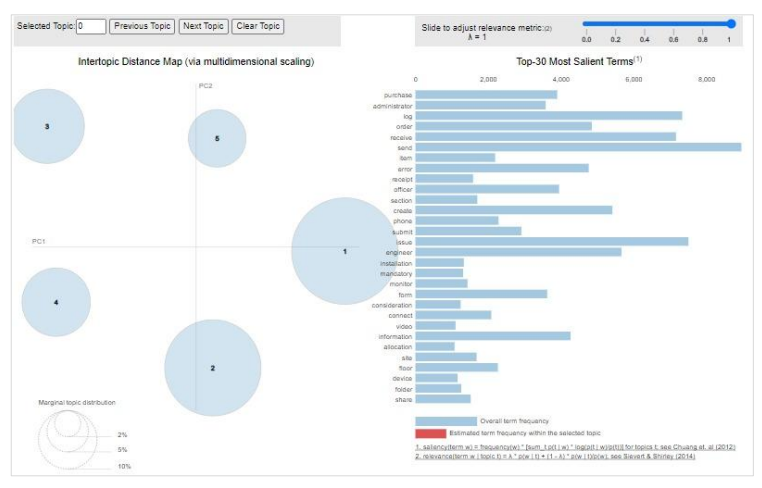 Selected Topic: 0 Previous Topic Next Topic Clear Topic
Slide to adjust relevance metric:(2)
λ = 1
0.0 0.2 0.4 0.6 0.8 1
Intertopic Distance Map (via multidimensional scaling)
PC2
PC1
3
5
1
4
2
Marginal topic distribution
2%
5%
10%
Top-30 Most Salient Terms(1)
0 2,000 4,000 6,000 8,000
purchase
administrator
log
order
receive
send
item
error
receipt
officer
section
create
phone
submit
issue
engineer
installation
mandatory
monitor
form
consideration
connect
video
information
allocation
site
floor
device
folder
share
Overall term frequency
Estimated term frequency within the selected topic
1. saliency(term w) = frequency(w) * [sum_t p(t | w) * log(p(t | w)/p(t))] for topics t; see Chuang et. al (2012)
2. relevance(term w | topic t) = λ * p(w | t) + (1 - λ) * p(w | t)/p(w); see Sievert & Shirley (2014)